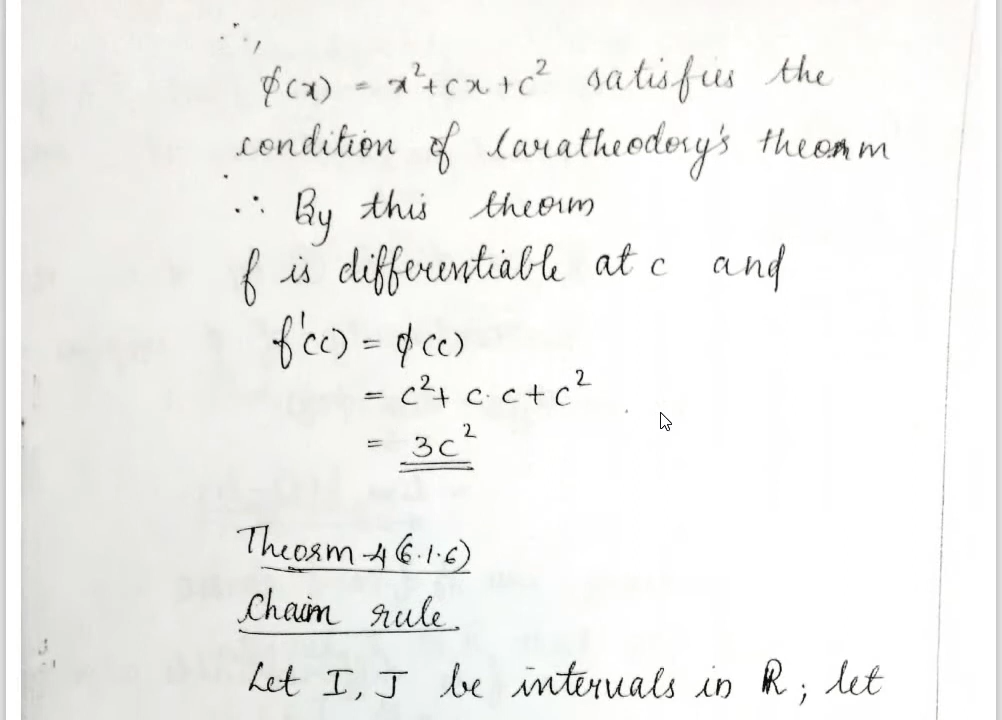 ∴,
φ(x) = x²+cx+c² satisfies the
condition of Caratheodory's theorm
∴ By this theorm
f is differentiable at c and
f'(c) = φ(c)
= c²+ c·c+c²
= 3c²
Theorm 4 (6.1.6)
Chain rule
Let I, J be intervals in R; let